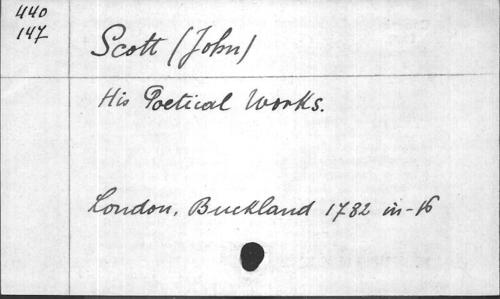 440
147
Scott (John)
His Poetical Works.
London, Buckland 1782 in-16